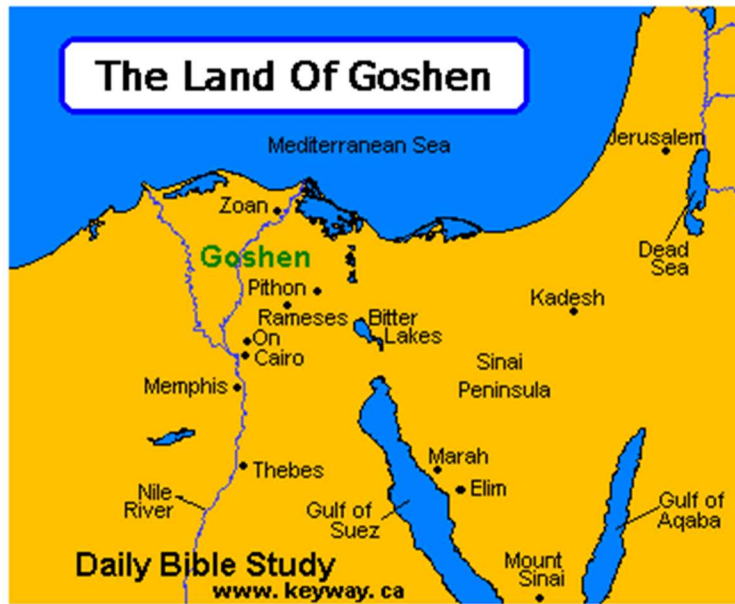 The Land Of Goshen
Mediterranean Sea
Jerusalem
Zoan
Goshen
Dead
Sea
Pithon
Rameses
Bitter
Lakes
Kadesh
On
Cairo
Sinai
Peninsula
Memphis
Marah
Thebes
Elim
Nile
River
Gulf of
Suez
Gulf of
Aqaba
Mount
Sinai
Daily Bible Study
www.keyway.ca